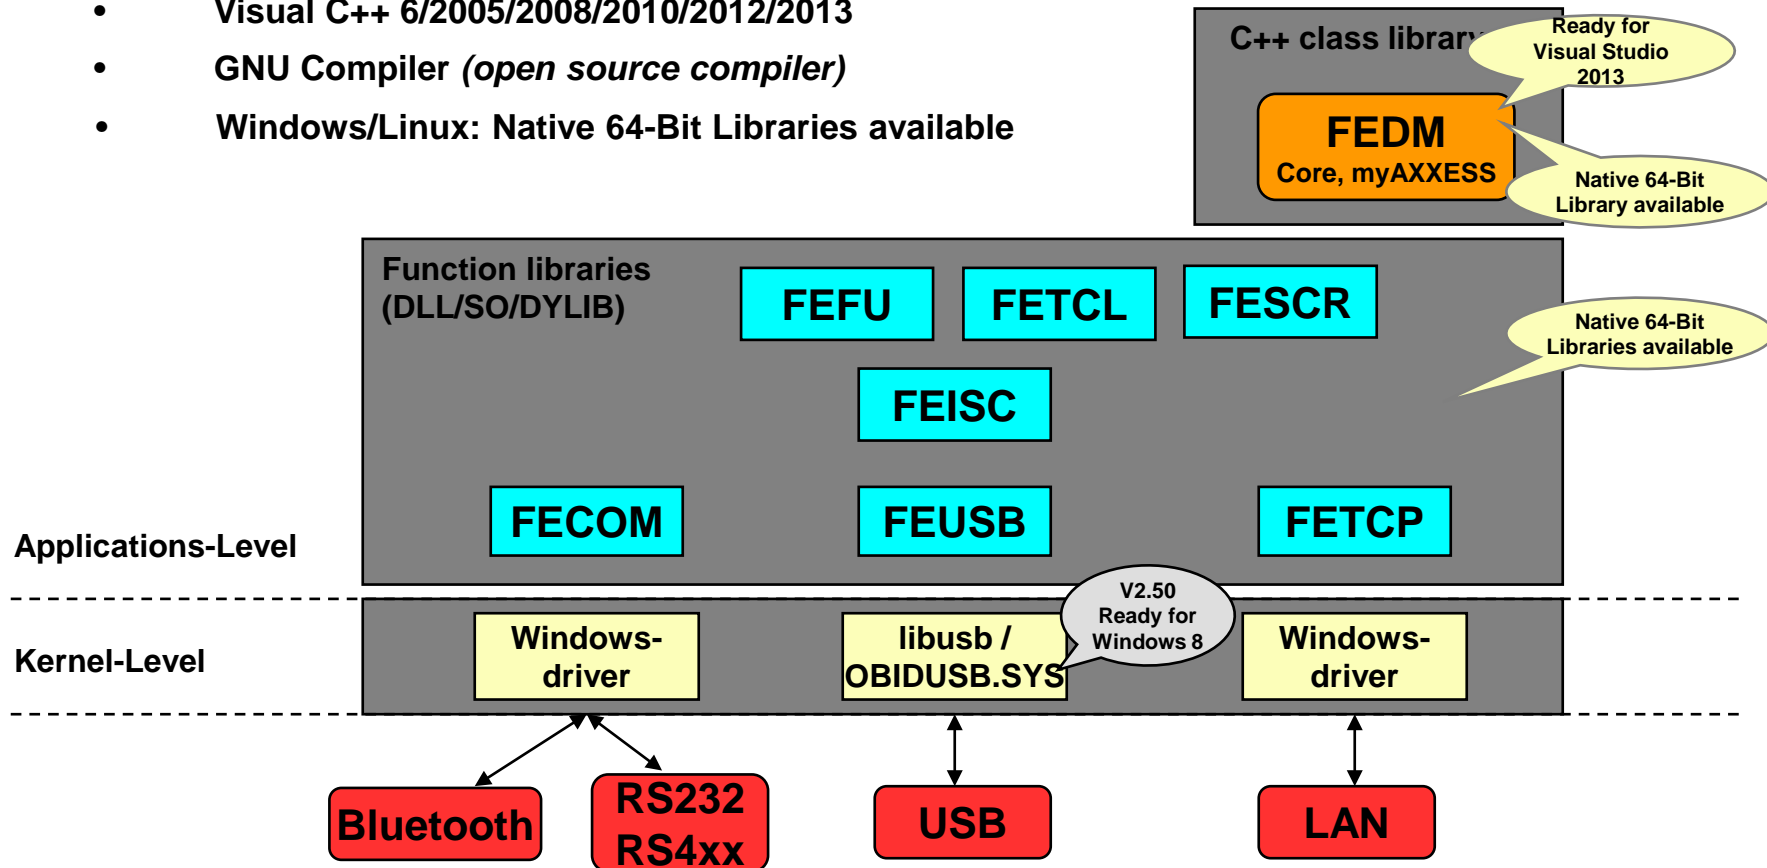 • Visual C++ 6/2005/2008/2010/2012/2013
• GNU Compiler (open source compiler)
• Windows/Linux: Native 64-Bit Libraries available
C++ class library
Ready for
Visual Studio
2013
FEDM
Core, myAXXESS
Native 64-Bit
Library available
Function libraries
(DLL/SO/DYLIB)
FEFU
FETCL
FESCR
Native 64-Bit
Libraries available
FEISC
FECOM
FEUSB
FETCP
Applications-Level
V2.50
Ready for
Windows 8
Kernel-Level
Windows-
driver
libusb /
OBIDUSB.SYS
Windows-
driver
Bluetooth
RS232
RS4xx
USB
LAN